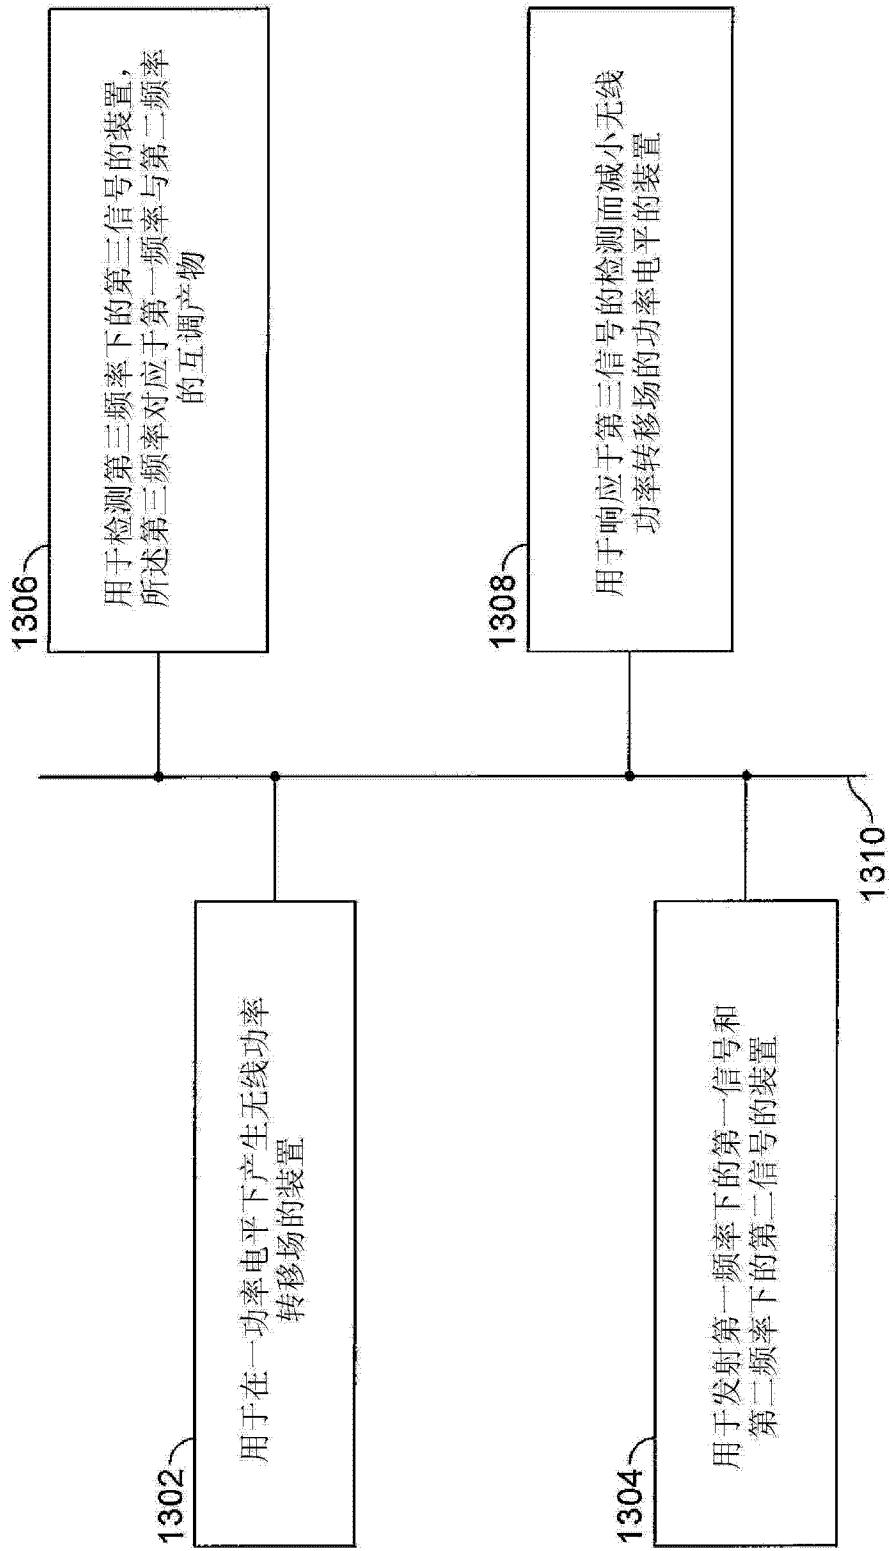 1302
用于在一功率电平下产生无线功率
转移场的装置
1306
用于检测第三频率下的第三信号的装置，
所述第三频率对应于第一频率与第二频率
的互调产物
1304
用于发射第一频率下的第一信号和
第二频率下的第二信号的装置
1308
用于响应于第三信号的检测而减小无线
功率转移场的功率电平的装置
1310